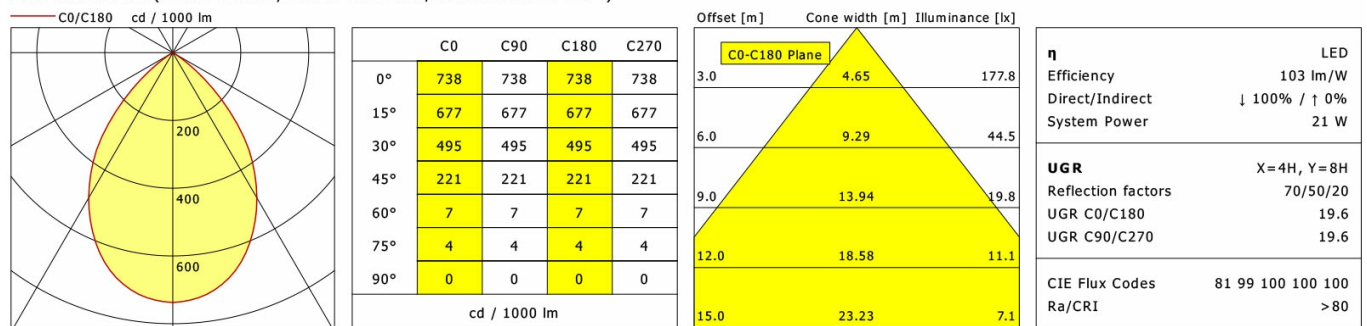 C0/C180 cd / 1000 lm
200
400
600
C0 C90 C180 C270
0° 738 738 738 738
15° 677 677 677 677
30° 495 495 495 495
45° 221 221 221 221
60° 7 7 7 7
75° 4 4 4 4
90° 0 0 0 0
cd / 1000 lm
Offset [m] Cone width [m] Illuminance [lx]
C0-C180 Plane
3.0 4.65 177.8
6.0 9.29 44.5
9.0 13.94 19.8
12.0 18.58 11.1
15.0 23.23 7.1
η LED
Efficiency 103 lm/W
Direct/Indirect ↓ 100% / ↑ 0%
System Power 21 W
UGR X=4H, Y=8H
Reflection factors 70/50/20
UGR C0/C180 19.6
UGR C90/C270 19.6
CIE Flux Codes 81 99 100 100 100
Ra/CRI >80